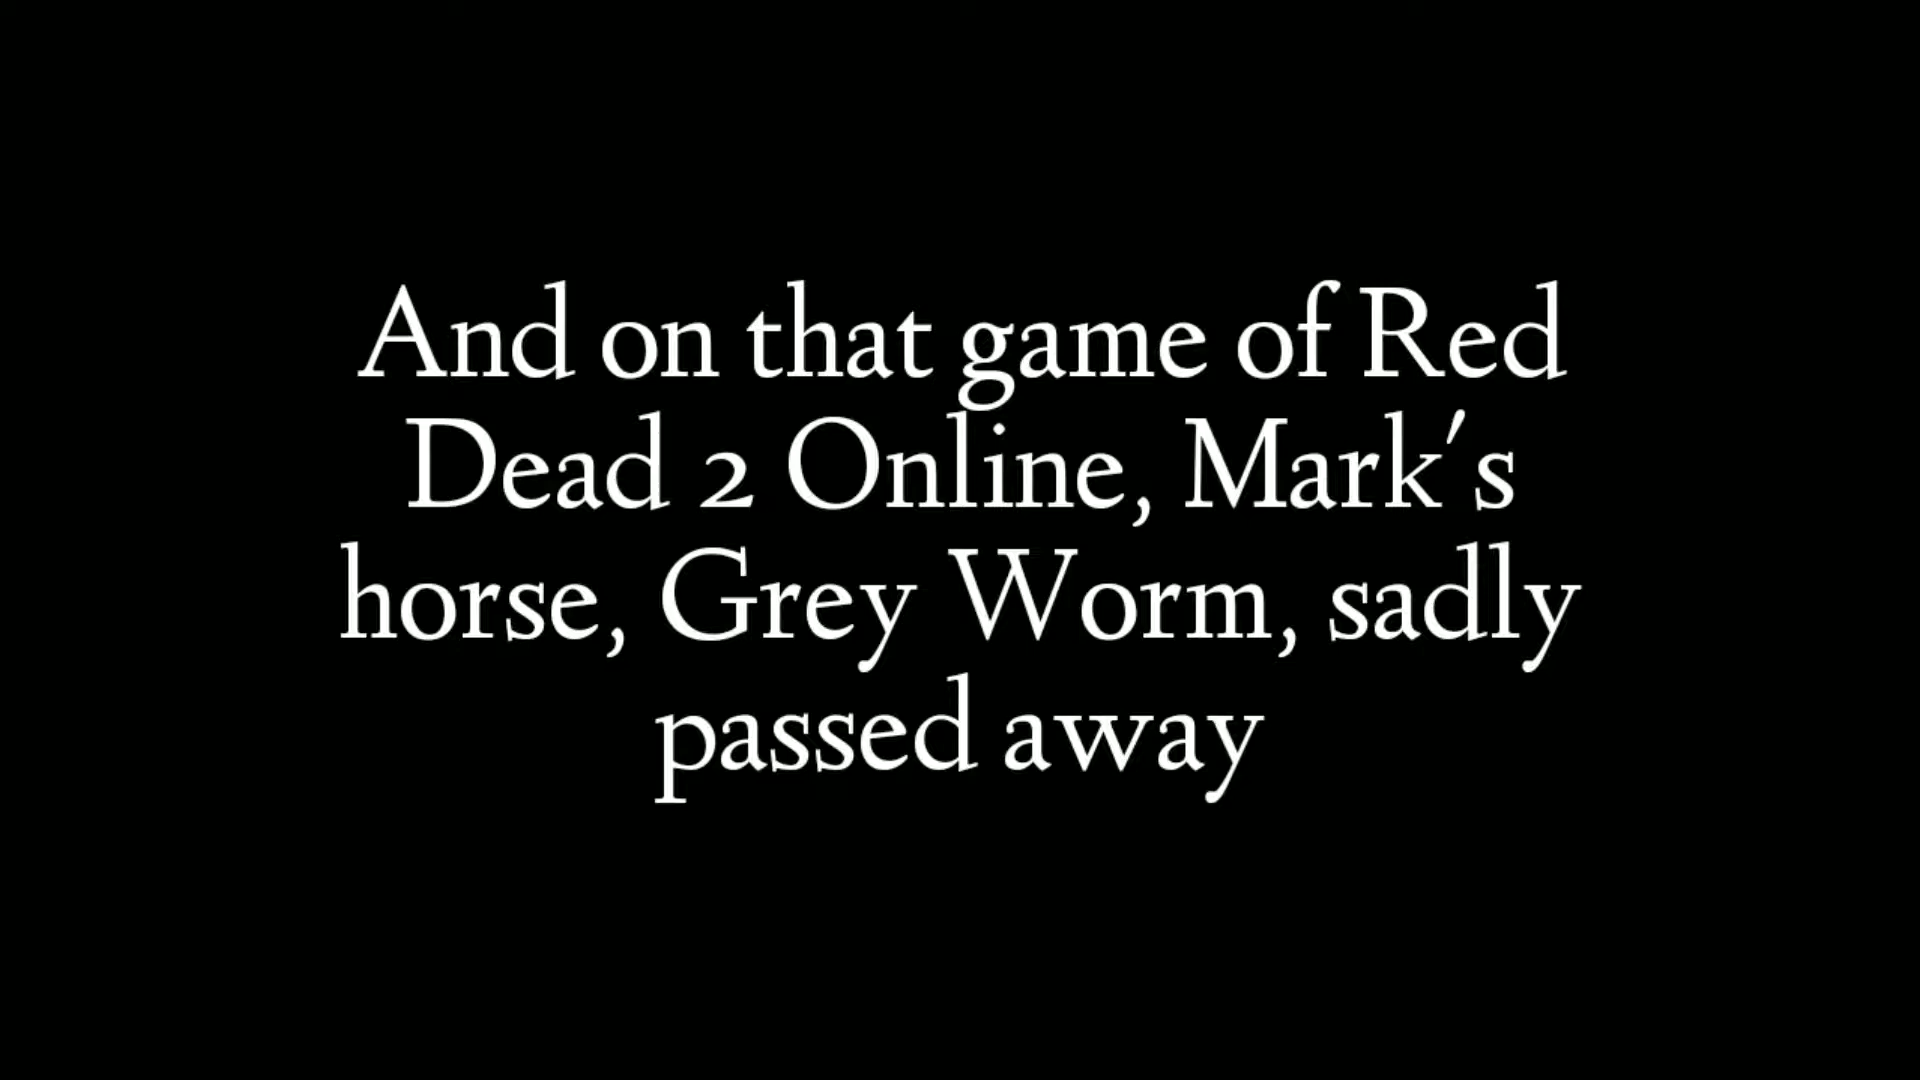 And on that game of Red
Dead 2 Online, Mark's
horse, Grey Worm, sadly
passed away